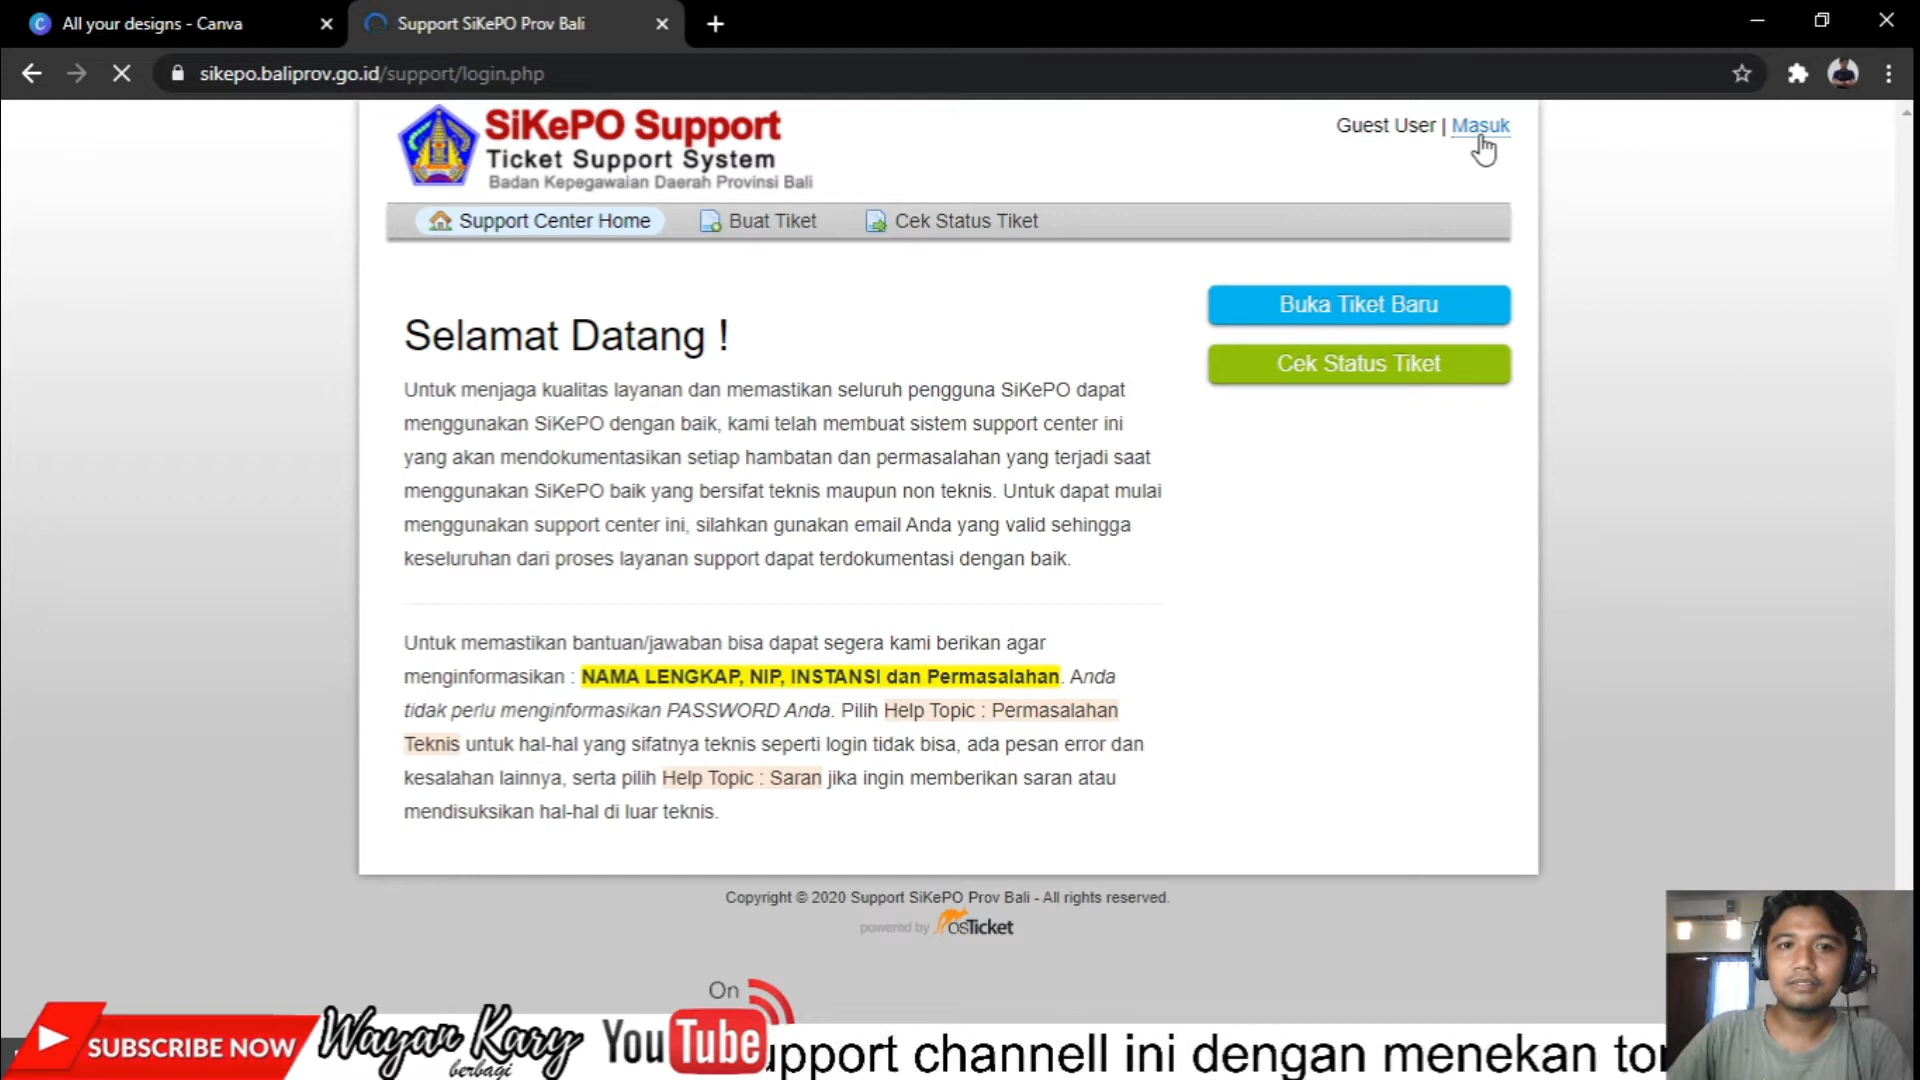 All your designs - Canva
Support SiKePO Prov Bali
sikepo.baliprov.go.id/support/login.php
SiKePO Support
Ticket Support System
Badan Kepegawaian Daerah Provinsi Bali
Guest User | Masuk
Support Center Home
Buat Tiket
Cek Status Tiket
Buka Tiket Baru
Cek Status Tiket
Selamat Datang !
Untuk menjaga kualitas layanan dan memastikan seluruh pengguna SiKePO dapat
menggunakan SiKePO dengan baik, kami telah membuat sistem support center ini
yang akan mendokumentasikan setiap hambatan dan permasalahan yang terjadi saat
menggunakan SiKePO baik yang bersifat teknis maupun non teknis. Untuk dapat mulai
menggunakan support center ini, silahkan gunakan email Anda yang valid sehingga
keseluruhan dari proses layanan support dapat terdokumentasi dengan baik.
Untuk memastikan bantuan/jawaban bisa dapat segera kami berikan agar
menginformasikan : NAMA LENGKAP, NIP, INSTANSI dan Permasalahan. Anda
tidak perlu menginformasikan PASSWORD Anda. Pilih Help Topic : Permasalahan
Teknis untuk hal-hal yang sifatnya teknis seperti login tidak bisa, ada pesan error dan
kesalahan lainnya, serta pilih Help Topic : Saran jika ingin memberikan saran atau
mendisuksikan hal-hal di luar teknis.
Copyright © 2020 Support SiKePO Prov Bali - All rights reserved.
powered by osTicket
On
SUBSCRIBE NOW
Wayan Kary
berbagi
YouTube
upport channell ini dengan menekan to